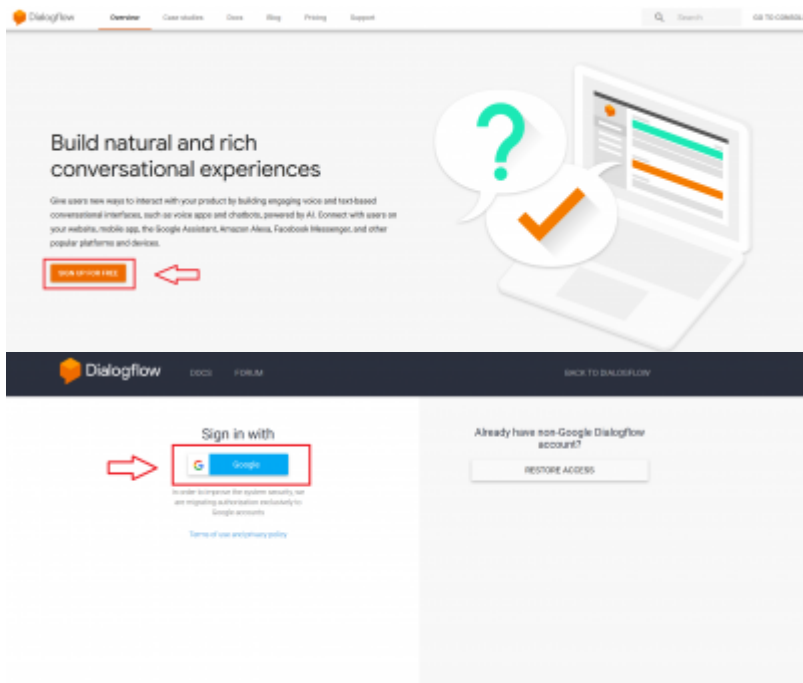 Dialogflow Overview Case studies Docs Blog Pricing Support Search GO TO CONSOL
Build natural and rich
conversational experiences
Give users new ways to interact with your product by building engaging voice and text-based
conversational interfaces, such as voice apps and chatbots, powered by AI. Connect with users on
your website, mobile app, the Google Assistant, Amazon Alexa, Facebook Messenger, and other
popular platforms and devices.
SIGN UP FOR FREE
Dialogflow DOCS FORUM BACK TO DIALOGFLOW
Sign in with
G Google
In order to improve the system security, we
are migrating authorization exclusively to
Google accounts
Terms of use and privacy policy
Already have non-Google Dialogflow
account?
RESTORE ACCESS